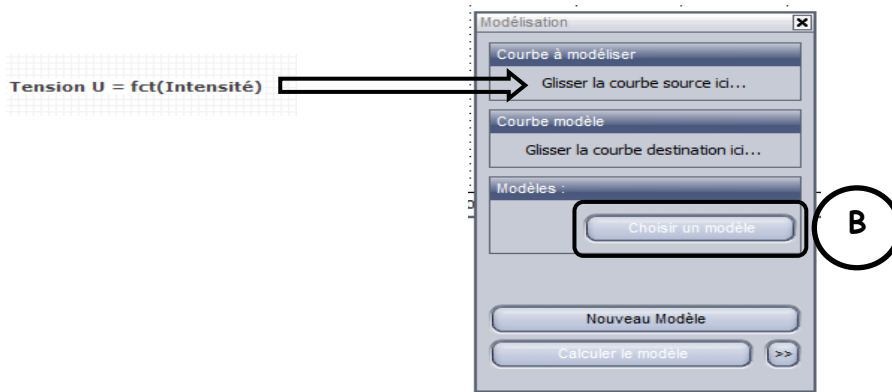 Modélisation
Courbe à modéliser
Tension U = fct(Intensité)
Glisser la courbe source ici...
Courbe modèle
Glisser la courbe destination ici...
Modèles :
Choisir un modèle
B
Nouveau Modèle
Calculer le modèle >>